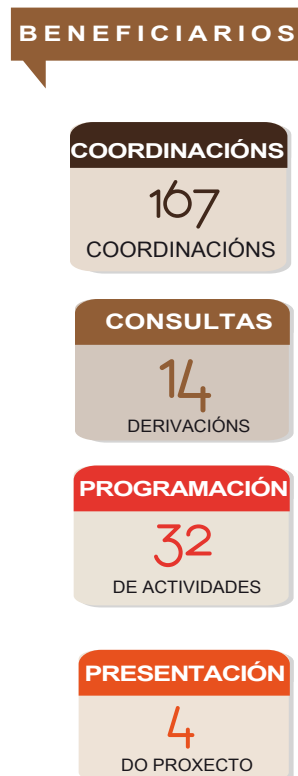 BENEFICIARIOS
COORDINACIÓNS
167
COORDINACIÓNS
CONSULTAS
14
DERIVACIÓNS
PROGRAMACIÓN
32
DE ACTIVIDADES
PRESENTACIÓN
4
DO PROXECTO